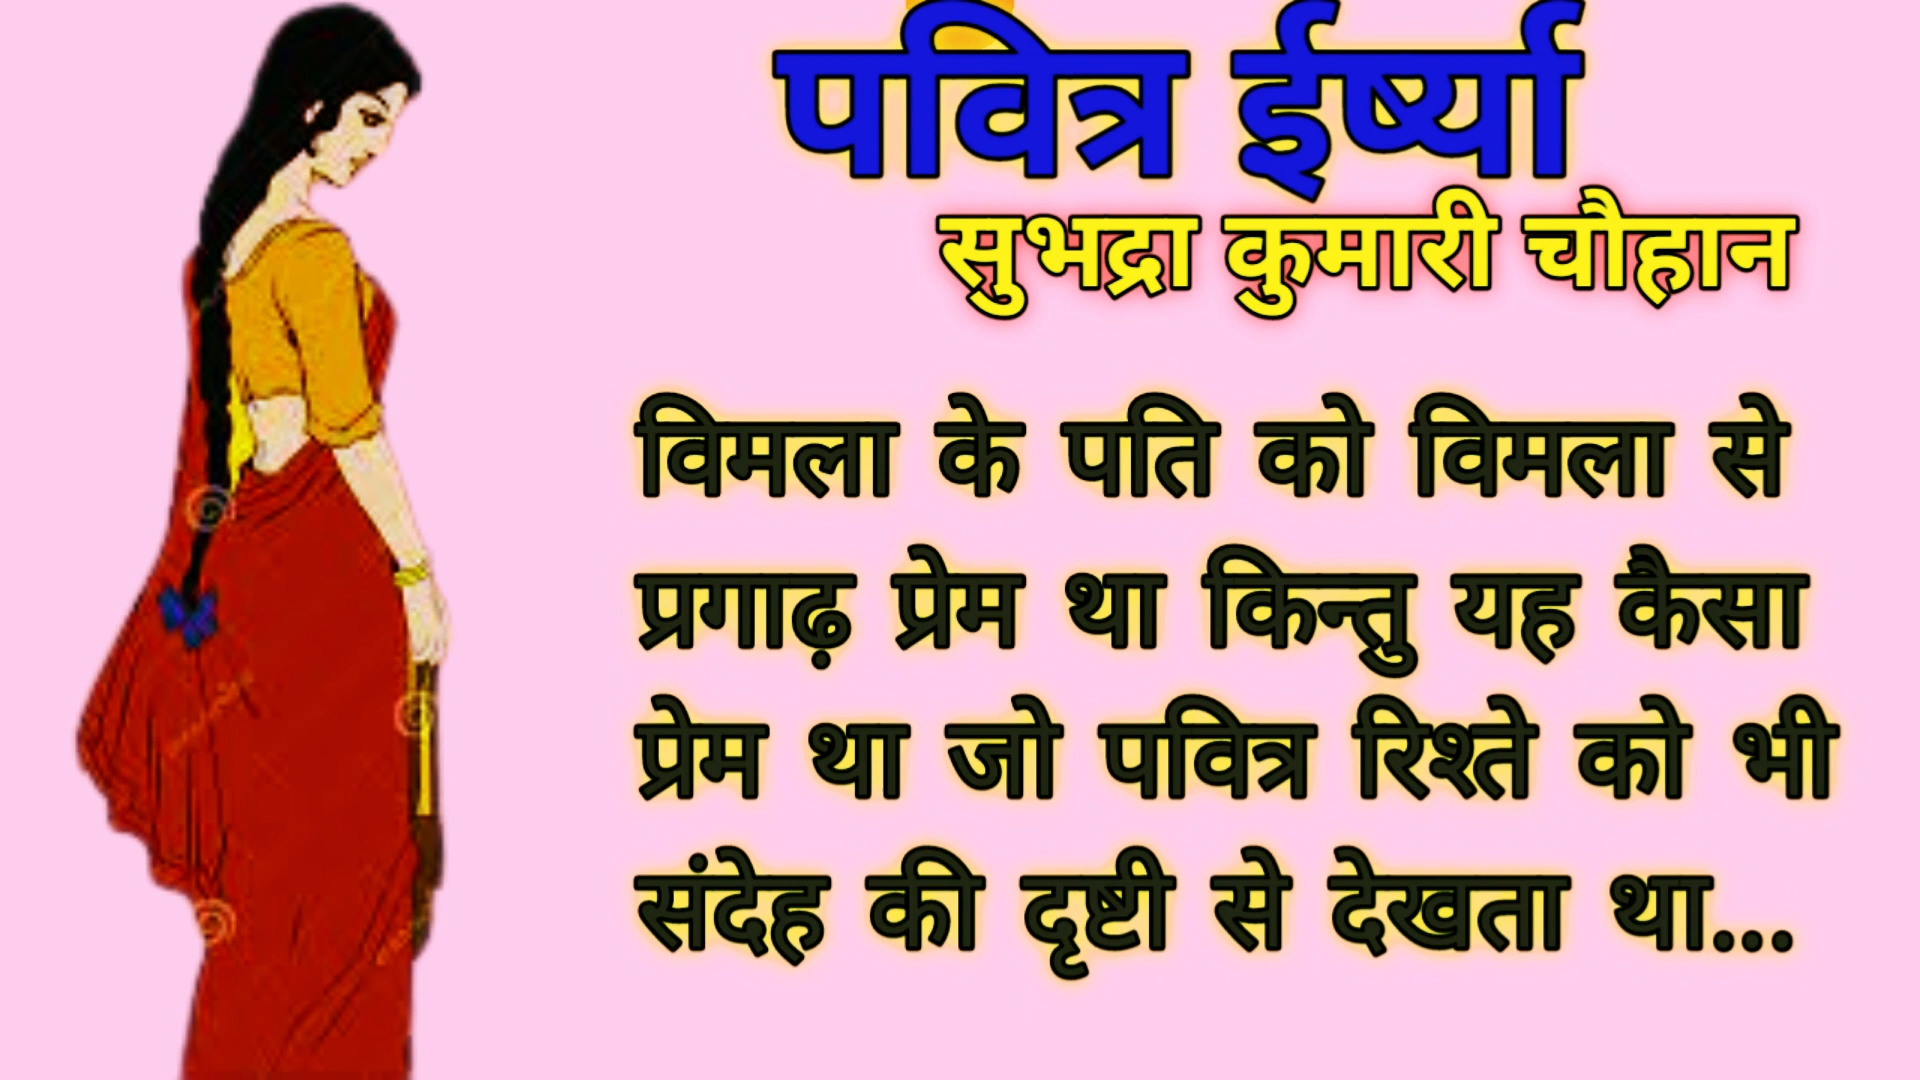 पवित्र ईर्ष्या
सुभद्रा कुमारी चौहान
विमला के पति को विमला से
प्रगाढ़ प्रेम था किन्तु यह कैसा
प्रेम था जो पवित्र रिश्ते को भी
संदेह की दृष्टी से देखता था...